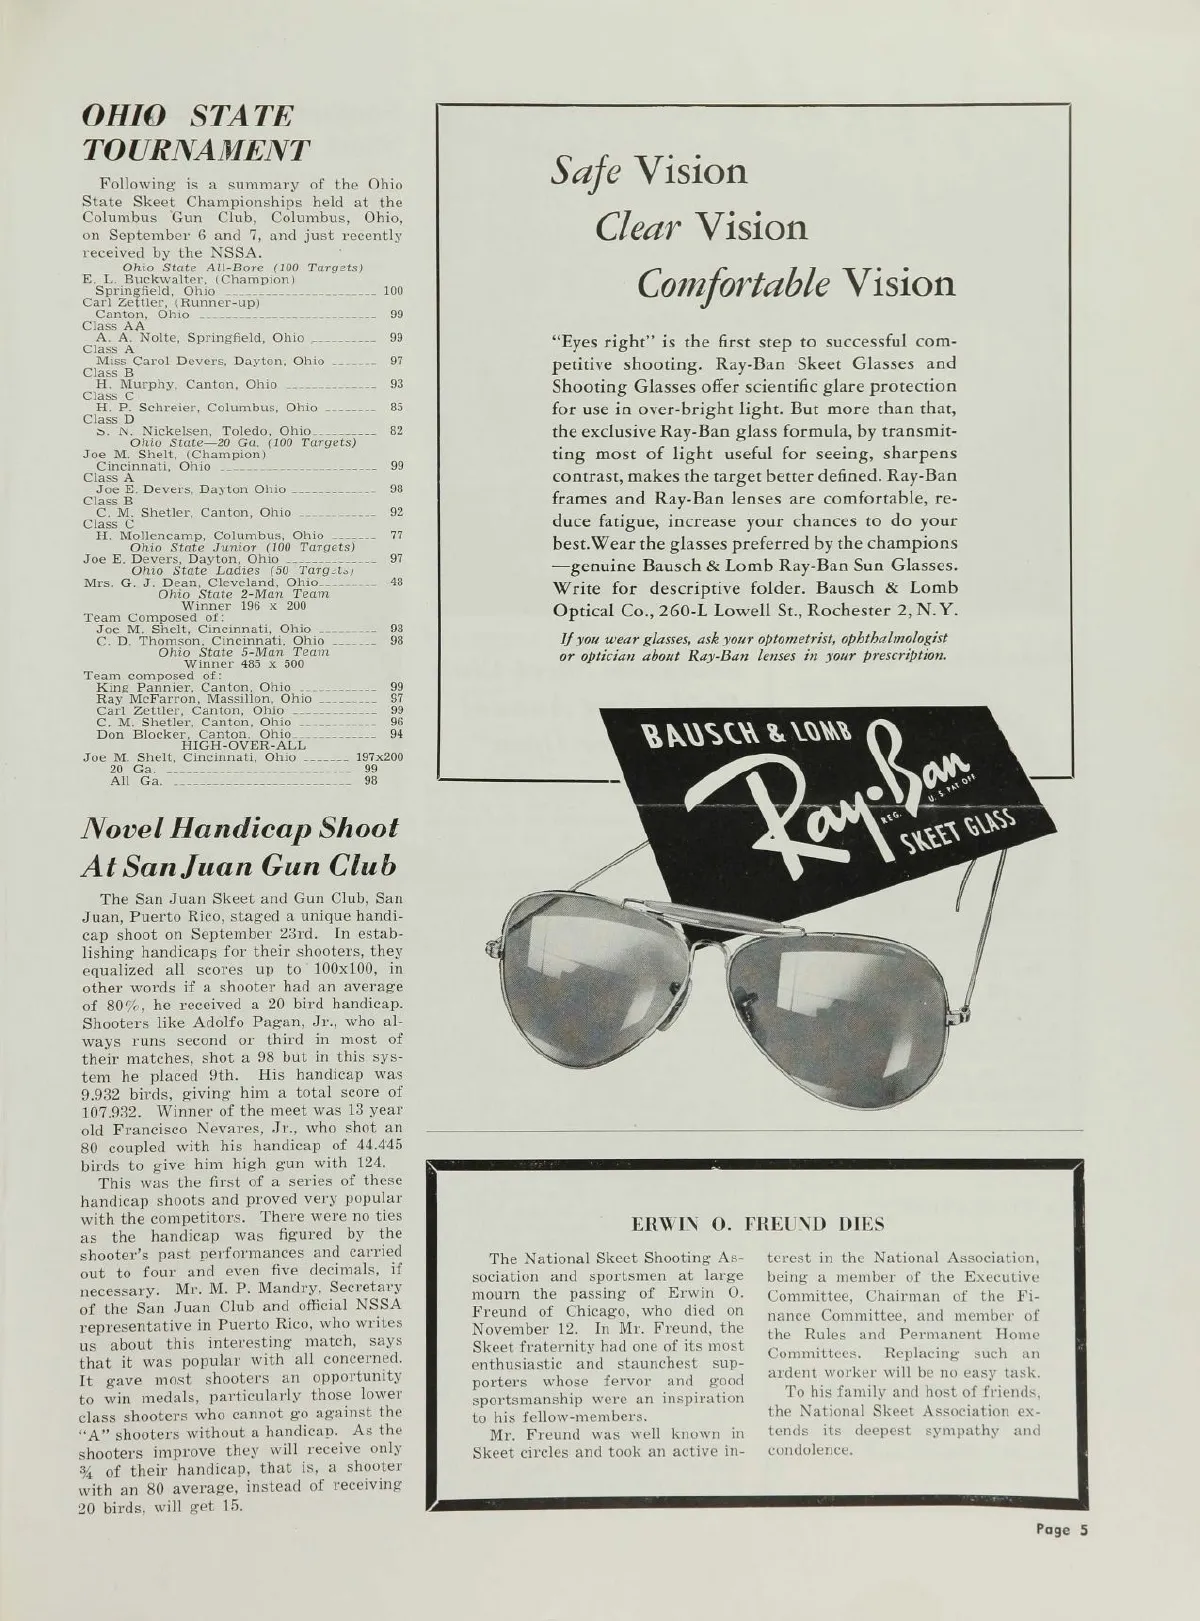 OHIO STATE
TOURNAMENT
Following is a summary of the Ohio
State Skeet Championships held at the
Columbus Gun Club, Columbus, Ohio,
on September 6 and 7, and just recently
received by the NSSA.
Ohio State All-Bore (100 Targets)
E. L. Buckwalter, (Champion)
Springfield, Ohio 100
Carl Zettler, (Runner-up)
Canton, Ohio 99
Class AA
A. A. Nolte, Springfield, Ohio 99
Class A
Miss Carol Devers, Dayton, Ohio 97
Class B
H. Murphy, Canton, Ohio 93
Class C
H. P. Schreier, Columbus, Ohio 85
Class D
S. N. Nickelsen, Toledo, Ohio 82
Ohio State—20 Ga. (100 Targets)
Joe M. Shelt, (Champion)
Cincinnati, Ohio 99
Class A
Joe E. Devers, Dayton Ohio 98
Class B
C. M. Shetler, Canton, Ohio 92
Class C
H. Mollencamp, Columbus, Ohio 77
Ohio State Junior (100 Targets)
Joe E. Devers, Dayton, Ohio 97
Ohio State Ladies (50 Targets)
Mrs. G. J. Dean, Cleveland, Ohio 48
Ohio State 2-Man Team
Winner 196 x 200
Team Composed of:
Joe M. Shelt, Cincinnati, Ohio 98
C. D. Thomson, Cincinnati, Ohio 98
Ohio State 5-Man Team
Winner 485 x 500
Team composed of:
King Pannier, Canton, Ohio 99
Ray McFarron, Massillon, Ohio 97
Carl Zettler, Canton, Ohio 99
C. M. Shetler, Canton, Ohio 96
Don Blocker, Canton, Ohio 94
HIGH-OVER-ALL
Joe M. Shelt, Cincinnati, Ohio 197x200
20 Ga. 99
All Ga. 98
Novel Handicap Shoot
At San Juan Gun Club
The San Juan Skeet and Gun Club, San
Juan, Puerto Rico, staged a unique handi-
cap shoot on September 23rd. In estab-
lishing handicaps for their shooters, they
equalized all scores up to 100x100, in
other words if a shooter had an average
of 80%, he received a 20 bird handicap.
Shooters like Adolfo Pagan, Jr., who al-
ways runs second or third in most of
their matches, shot a 98 but in this sys-
tem he placed 9th. His handicap was
9.932 birds, giving him a total score of
107.932. Winner of the meet was 13 year
old Francisco Nevares, Jr., who shot an
80 coupled with his handicap of 44.445
birds to give him high gun with 124.
This was the first of a series of these
handicap shoots and proved very popular
with the competitors. There were no ties
as the handicap was figured by the
shooter's past performances and carried
out to four and even five decimals, if
necessary. Mr. M. P. Mandry, Secretary
of the San Juan Club and official NSSA
representative in Puerto Rico, who writes
us about this interesting match, says
that it was popular with all concerned.
It gave most shooters an opportunity
to win medals, particularly those lower
class shooters who cannot go against the
"A" shooters without a handicap. As the
shooters improve they will receive only
¾ of their handicap, that is, a shooter
with an 80 average, instead of receiving
20 birds, will get 15.
Safe Vision
Clear Vision
Comfortable Vision
"Eyes right" is the first step to successful com-
petitive shooting. Ray-Ban Skeet Glasses and
Shooting Glasses offer scientific glare protection
for use in over-bright light. But more than that,
the exclusive Ray-Ban glass formula, by transmit-
ting most of light useful for seeing, sharpens
contrast, makes the target better defined. Ray-Ban
frames and Ray-Ban lenses are comfortable, re-
duce fatigue, increase your chances to do your
best. Wear the glasses preferred by the champions
—genuine Bausch & Lomb Ray-Ban Sun Glasses.
Write for descriptive folder. Bausch & Lomb
Optical Co., 260-L Lowell St., Rochester 2, N. Y.
If you wear glasses, ask your optometrist, ophthalmologist
or optician about Ray-Ban lenses in your prescription.
BAUSCH & LOMB
Ray-Ban
REG. U. S. PAT OFF
SKEET GLASS
ERWIN O. FREUND DIES
The National Skeet Shooting As-
sociation and sportsmen at large
mourn the passing of Erwin O.
Freund of Chicago, who died on
November 12. In Mr. Freund, the
Skeet fraternity had one of its most
enthusiastic and staunchest sup-
porters whose fervor and good
sportsmanship were an inspiration
to his fellow-members.
Mr. Freund was well known in
Skeet circles and took an active in-
terest in the National Association,
being a member of the Executive
Committee, Chairman of the Fi-
nance Committee, and member of
the Rules and Permanent Home
Committees. Replacing such an
ardent worker will be no easy task.
To his family and host of friends,
the National Skeet Association ex-
tends its deepest sympathy and
condolence.
Page 5